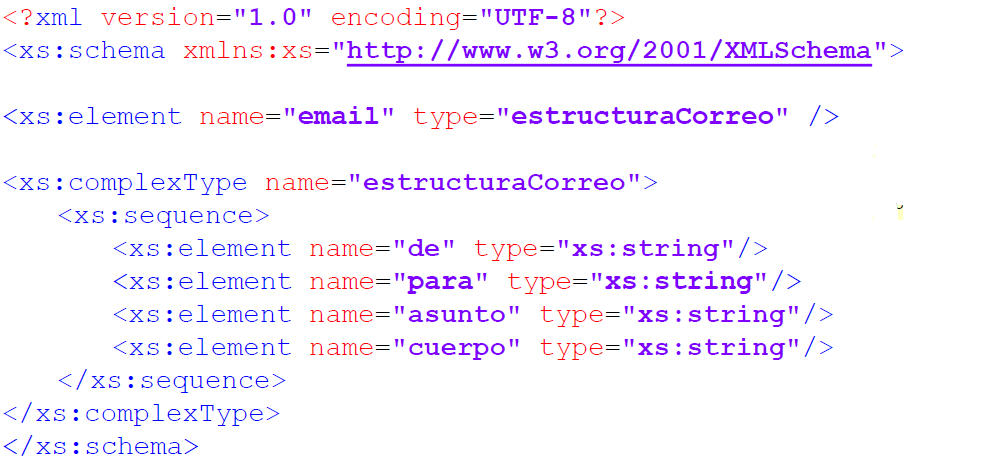 <?xml version="1.0" encoding="UTF-8"?>
<xs:schema xmlns:xs="http://www.w3.org/2001/XMLSchema">
<xs:element name="email" type="estructuraCorreo" />
<xs:complexType name="estructuraCorreo">
<xs:sequence>
<xs:element name="de" type="xs:string"/>
<xs:element name="para" type="xs:string"/>
<xs:element name="asunto" type="xs:string"/>
<xs:element name="cuerpo" type="xs:string"/>
</xs:sequence>
</xs:complexType>
</xs:schema>